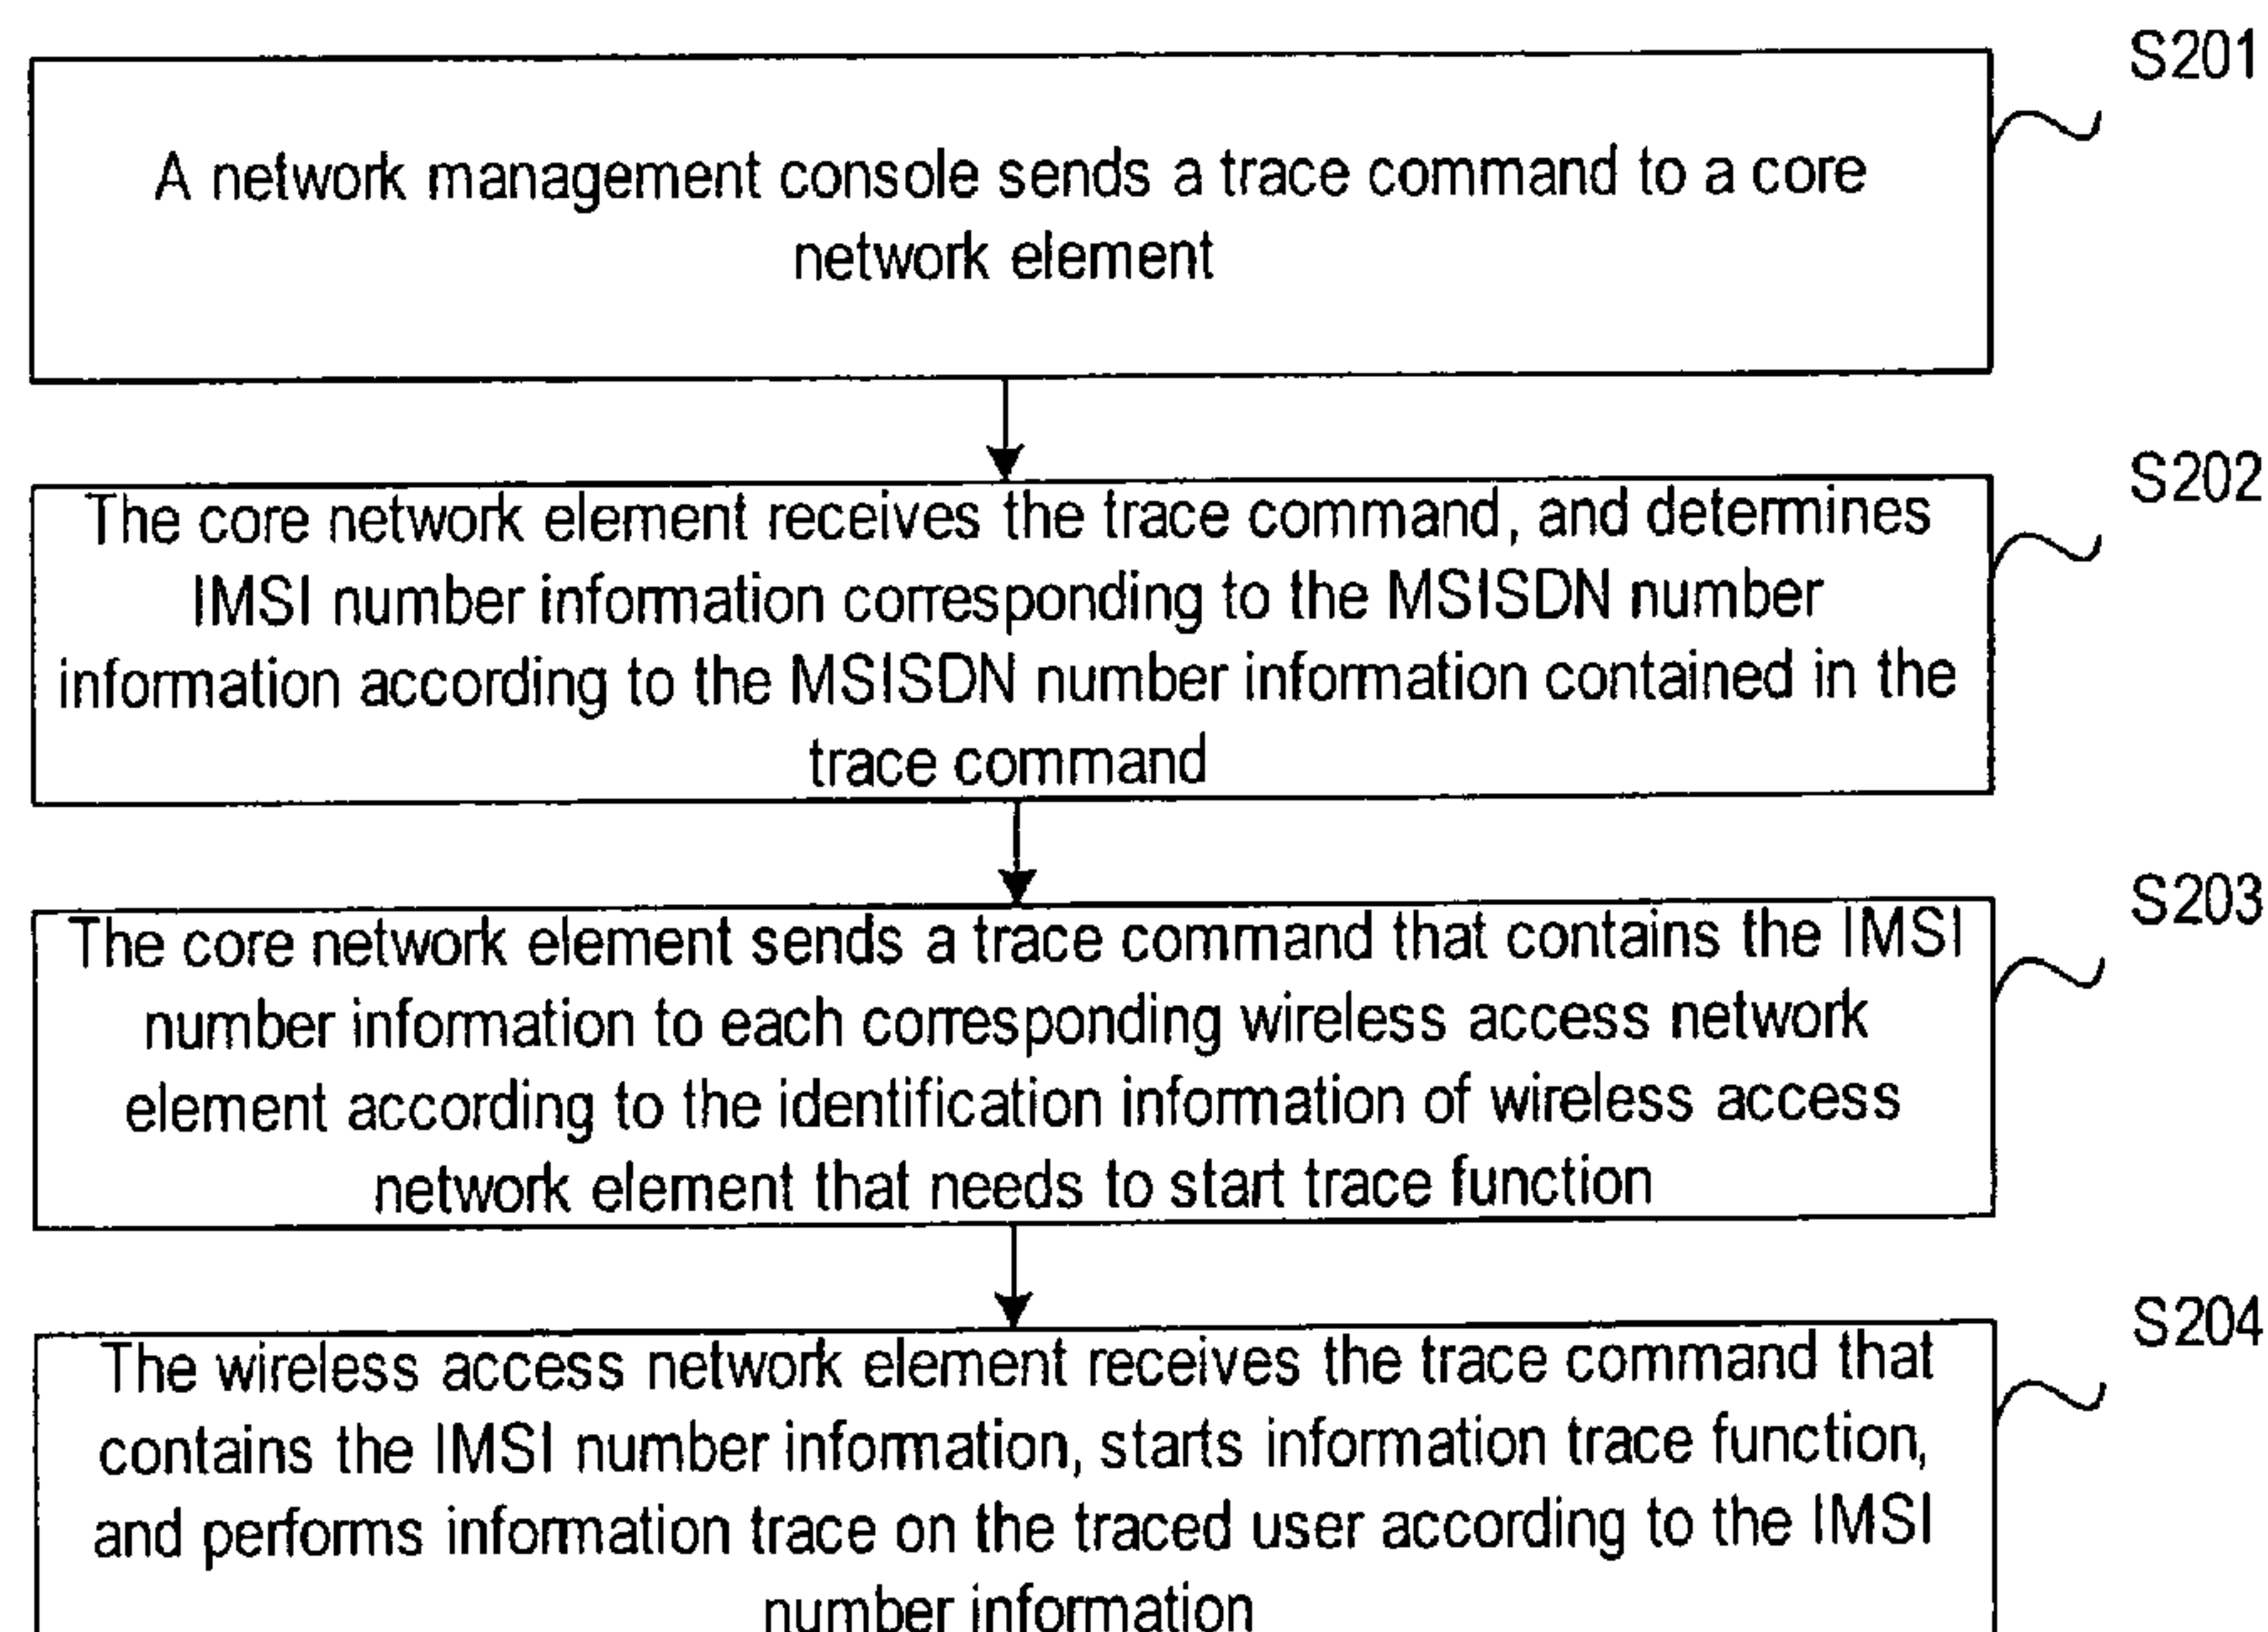 S201
A network management console sends a trace command to a core
network element
S202
The core network element receives the trace command, and determines
IMSI number information corresponding to the MSISDN number
information according to the MSISDN number information contained in the
trace command
S203
The core network element sends a trace command that contains the IMSI
number information to each corresponding wireless access network
element according to the identification information of wireless access
network element that needs to start trace function
S204
The wireless access network element receives the trace command that
contains the IMSI number information, starts information trace function,
and performs information trace on the traced user according to the IMSI
number information